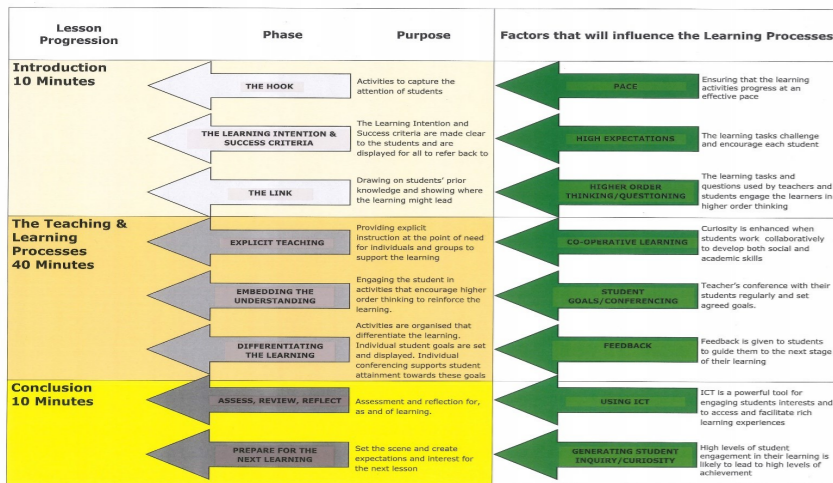 Lesson
Progression
Phase
Purpose
Factors that will influence the Learning Processes
Introduction
10 Minutes
THE HOOK
Activities to capture the
attention of students
PACE
Ensuring that the learning
activities progress at an
effective pace
THE LEARNING INTENTION &
SUCCESS CRITERIA
The Learning Intention and
Success criteria are made clear
to the students and are
displayed for all to refer back to
HIGH EXPECTATIONS
The learning tasks challenge
and encourage each student
THE LINK
Drawing on students' prior
knowledge and showing where
the learning might lead
HIGHER ORDER
THINKING/QUESTIONING
The learning tasks and
questions used by teachers and
students engage the learners in
higher order thinking
The Teaching &
Learning
Processes
40 Minutes
EXPLICIT TEACHING
Providing explicit
instruction at the point of need
for individuals and groups to
support the learning
CO-OPERATIVE LEARNING
Curiosity is enhanced when
students work collaboratively
to develop both social and
academic skills
EMBEDDING THE
UNDERSTANDING
Engaging the student in
activities that encourage higher
order thinking to reinforce the
learning.
STUDENT
GOALS/CONFERENCING
Teacher's conference with their
students regularly and set
agreed goals.
DIFFERENTIATING
THE LEARNING
Activities are organised that
differentiate the learning.
Individual student goals are set
and displayed. Individual
conferencing supports student
attainment towards these goals
FEEDBACK
Feedback is given to students
to guide them to the next stage
of their learning
Conclusion
10 Minutes
ASSESS, REVIEW, REFLECT
Assessment and reflection for,
as and of learning.
USING ICT
ICT is a powerful tool for
engaging students interests and
to access and facilitate rich
learning experiences
PREPARE FOR THE
NEXT LEARNING
Set the scene and create
expectations and interest for
the next lesson
GENERATING STUDENT
INQUIRY/CURIOSITY
High levels of student
engagement in their learning is
likely to lead to high levels of
achievement